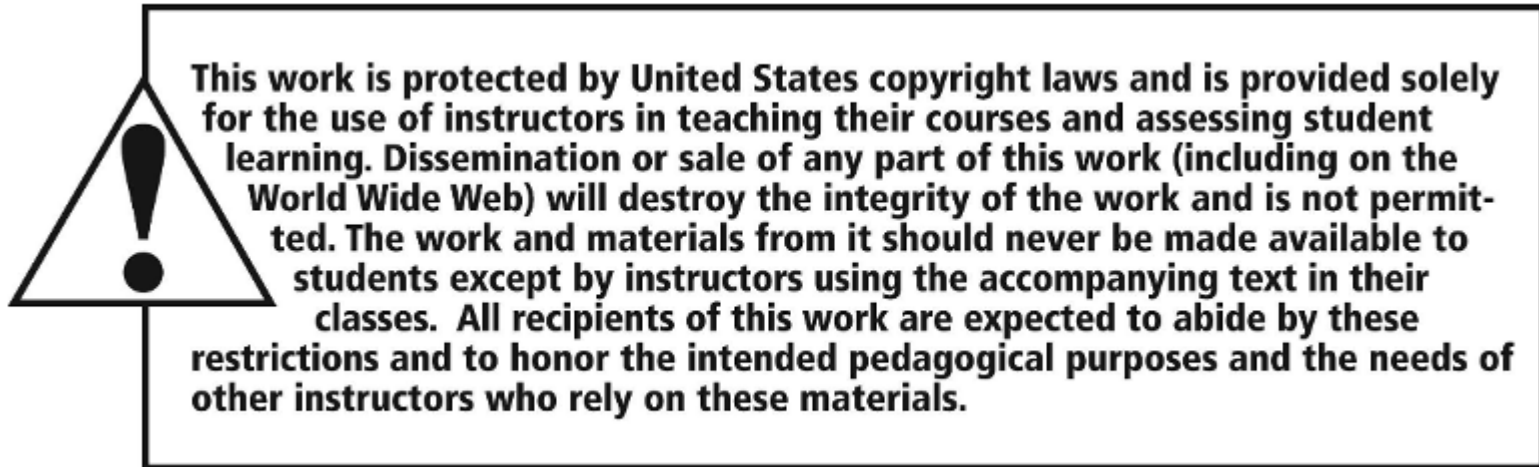 This work is protected by United States copyright laws and is provided solely
for the use of instructors in teaching their courses and assessing student
learning. Dissemination or sale of any part of this work (including on the
World Wide Web) will destroy the integrity of the work and is not permit-
ted. The work and materials from it should never be made available to
students except by instructors using the accompanying text in their
classes.  All recipients of this work are expected to abide by these
restrictions and to honor the intended pedagogical purposes and the needs of
other instructors who rely on these materials.